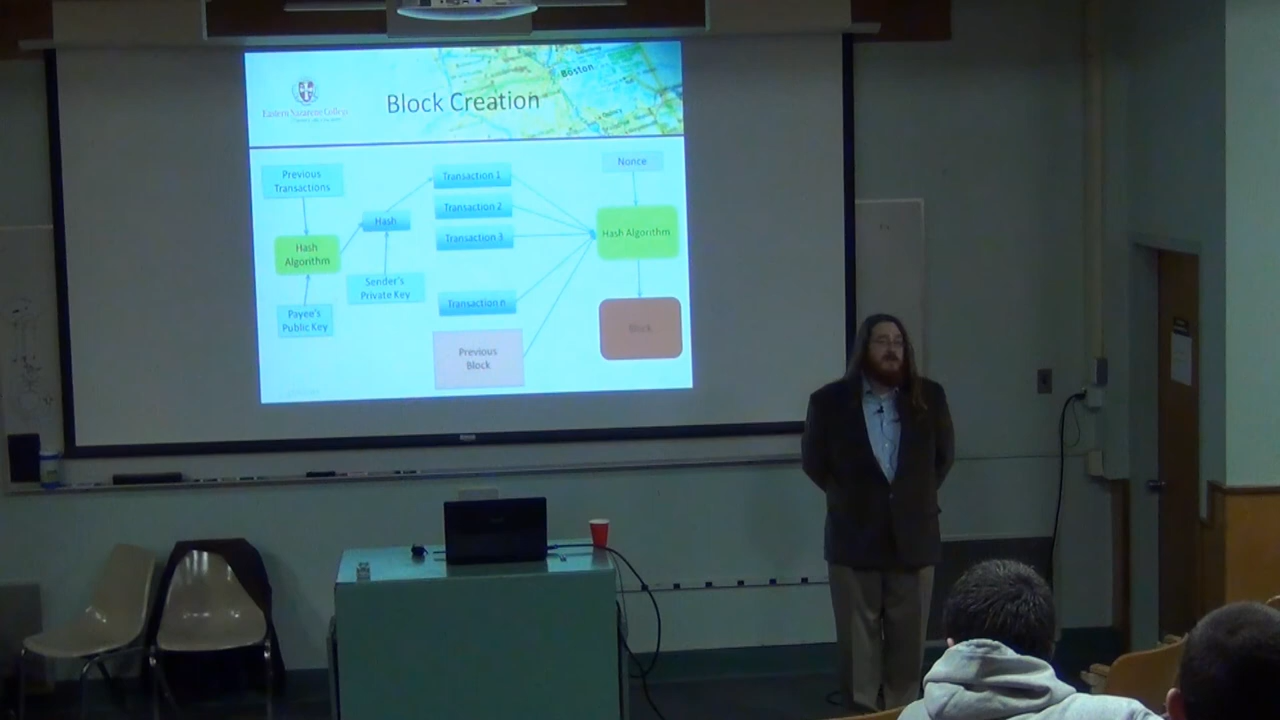 Eastern Nazarene College
Block Creation
Boston
Previous
Transactions
Hash
Algorithm
Payee's
Public Key
Hash
Sender's
Private Key
Transaction 1
Transaction 2
Transaction 3
Transaction n
Previous
Block
Nonce
Hash Algorithm
Block